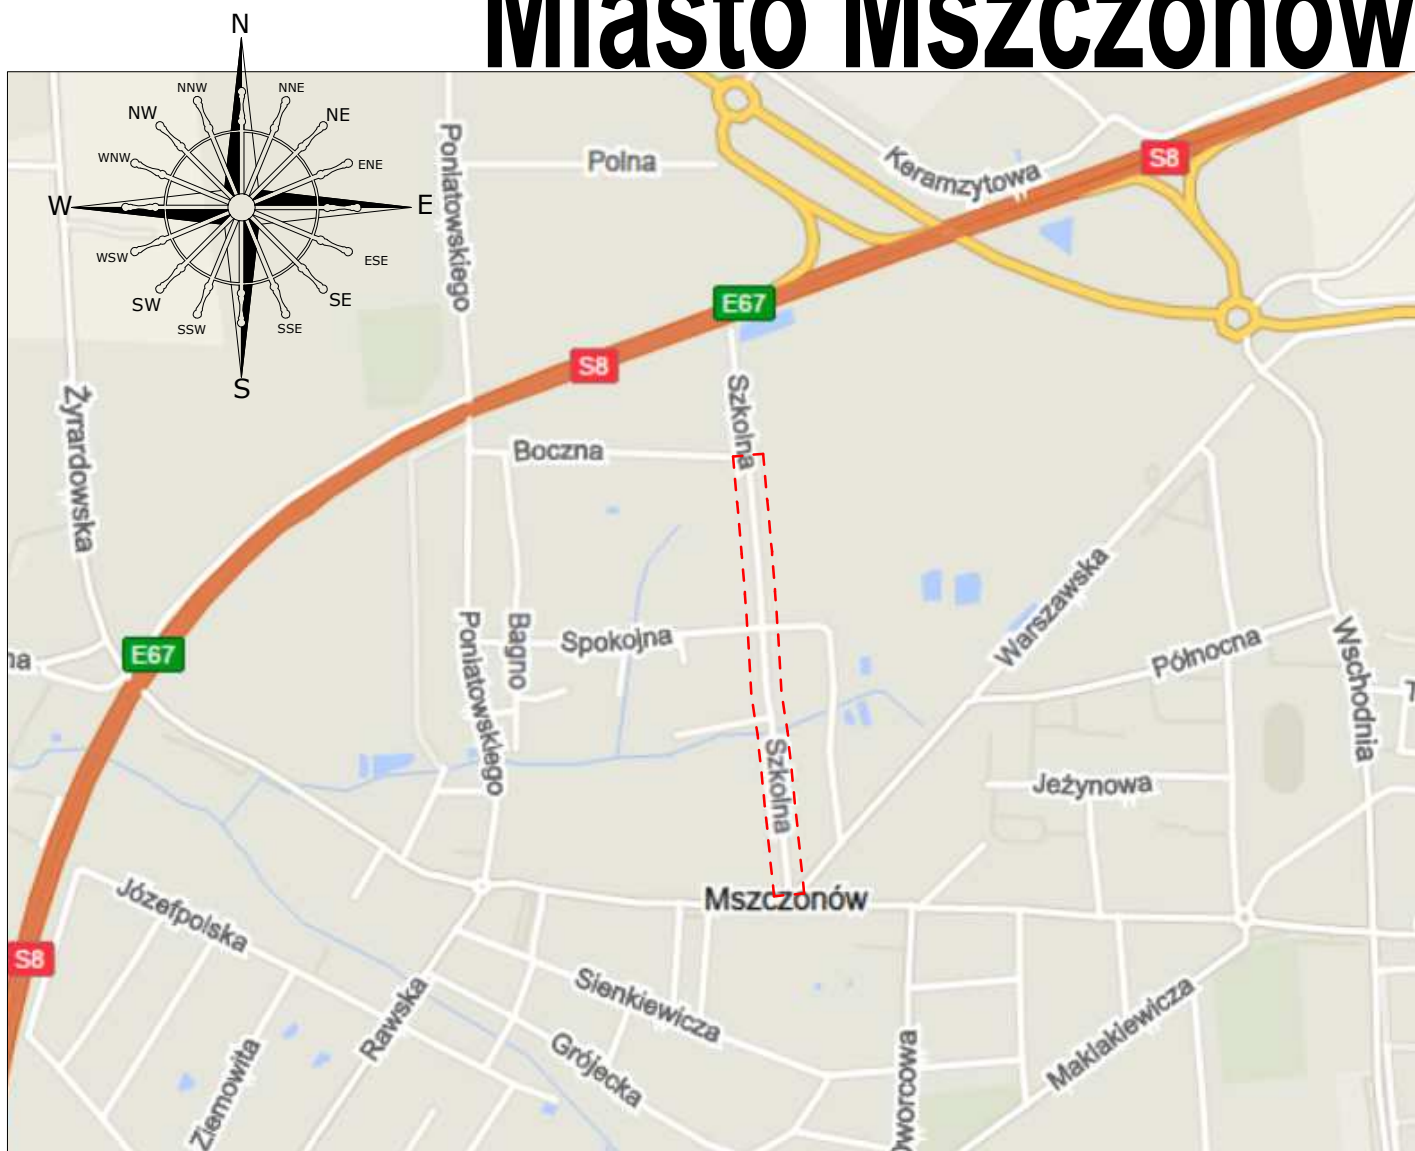 Miasto Mszczonów
N
NNW
NNE
NW
NE
WNW
ENE
W
E
WSW
ESE
SW
SE
SSW
SSE
S
Poniatowskiego
Polna
Keramzytowa
S8
E67
S8
Szkolna
Żyrardowska
Boczna
Warszawska
Poniatowskiego
Bagno
Spokojna
Północna
Wschodnia
E67
Szkolna
Jeżynowa
Mszczonów
Józefpolska
S8
Sienkiewicza
Rawska
Maklakiewicza
Grójecka
Ziemowita